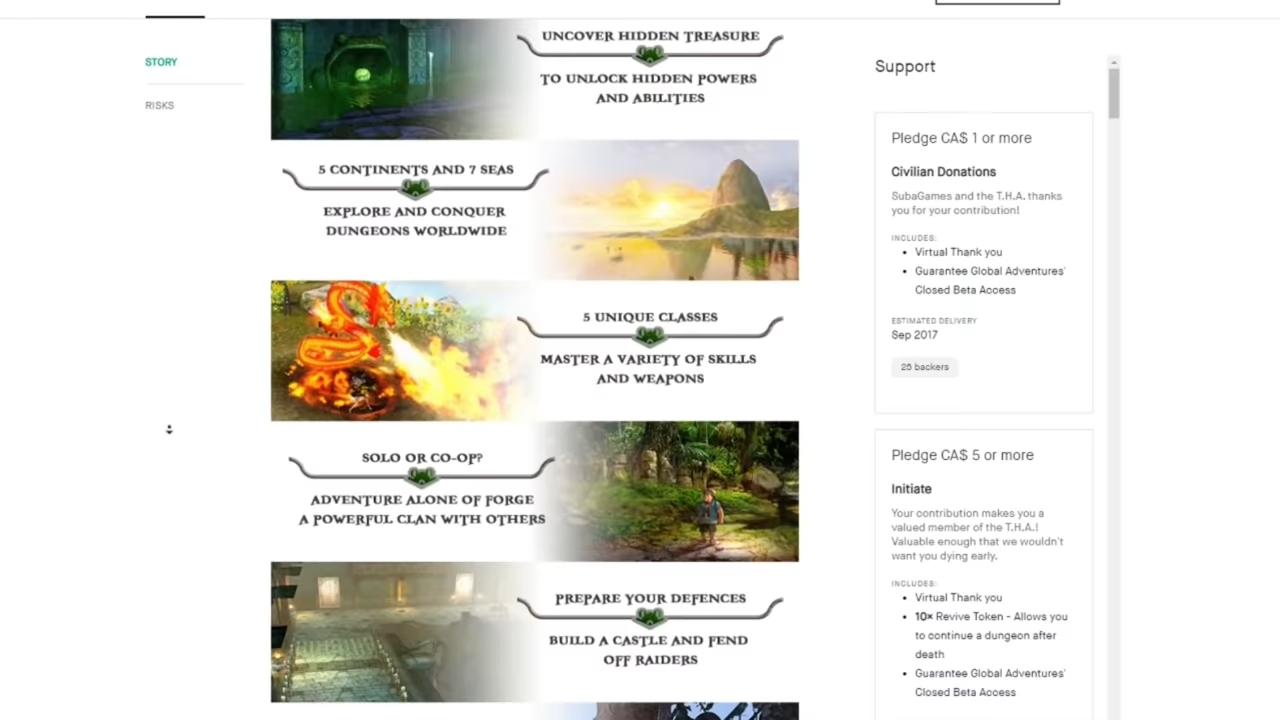 STORY
RISKS
UNCOVER HIDDEN TREASURE
TO UNLOCK HIDDEN POWERS
AND ABILITIES
5 CONTINENTS AND 7 SEAS
EXPLORE AND CONQUER
DUNGEONS WORLDWIDE
5 UNIQUE CLASSES
MASTER A VARIETY OF SKILLS
AND WEAPONS
SOLO OR CO-OP?
ADVENTURE ALONE OF FORGE
A POWERFUL CLAN WITH OTHERS
PREPARE YOUR DEFENCES
BUILD A CASTLE AND FEND
OFF RAIDERS
Support
Pledge CA$ 1 or more
Civilian Donations
SubaGames and the T.H.A. thanks
you for your contribution!
INCLUDES:
• Virtual Thank you
• Guarantee Global Adventures'
Closed Beta Access
ESTIMATED DELIVERY
Sep 2017
25 backers
Pledge CA$ 5 or more
Initiate
Your contribution makes you a
valued member of the T.H.A.!
Valuable enough that we wouldn't
want you dying early.
INCLUDES:
• Virtual Thank you
• 10× Revive Token - Allows you
to continue a dungeon after
death
• Guarantee Global Adventures'
Closed Beta Access